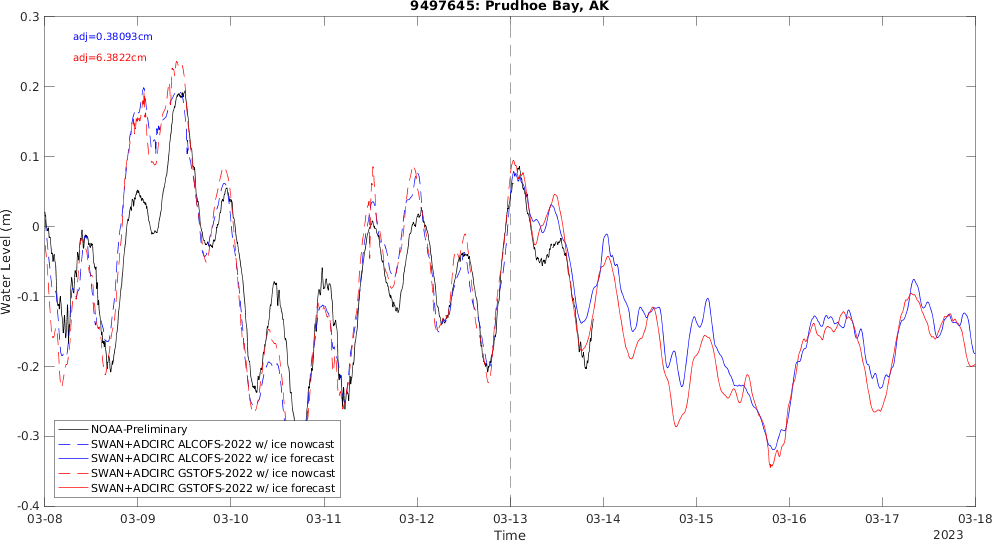 9497645: Prudhoe Bay, AK
adj=0.38093cm
adj=6.3822cm
Water Level (m)
0.3
0.2
0.1
0
-0.1
-0.2
-0.3
-0.4
NOAA-Preliminary
SWAN+ADCIRC ALCOFS-2022 w/ ice nowcast
SWAN+ADCIRC ALCOFS-2022 w/ ice forecast
SWAN+ADCIRC GSTOFS-2022 w/ ice nowcast
SWAN+ADCIRC GSTOFS-2022 w/ ice forecast
03-08 03-09 03-10 03-11 03-12 03-13 03-14 03-15 03-16 03-17 03-18
Time
2023